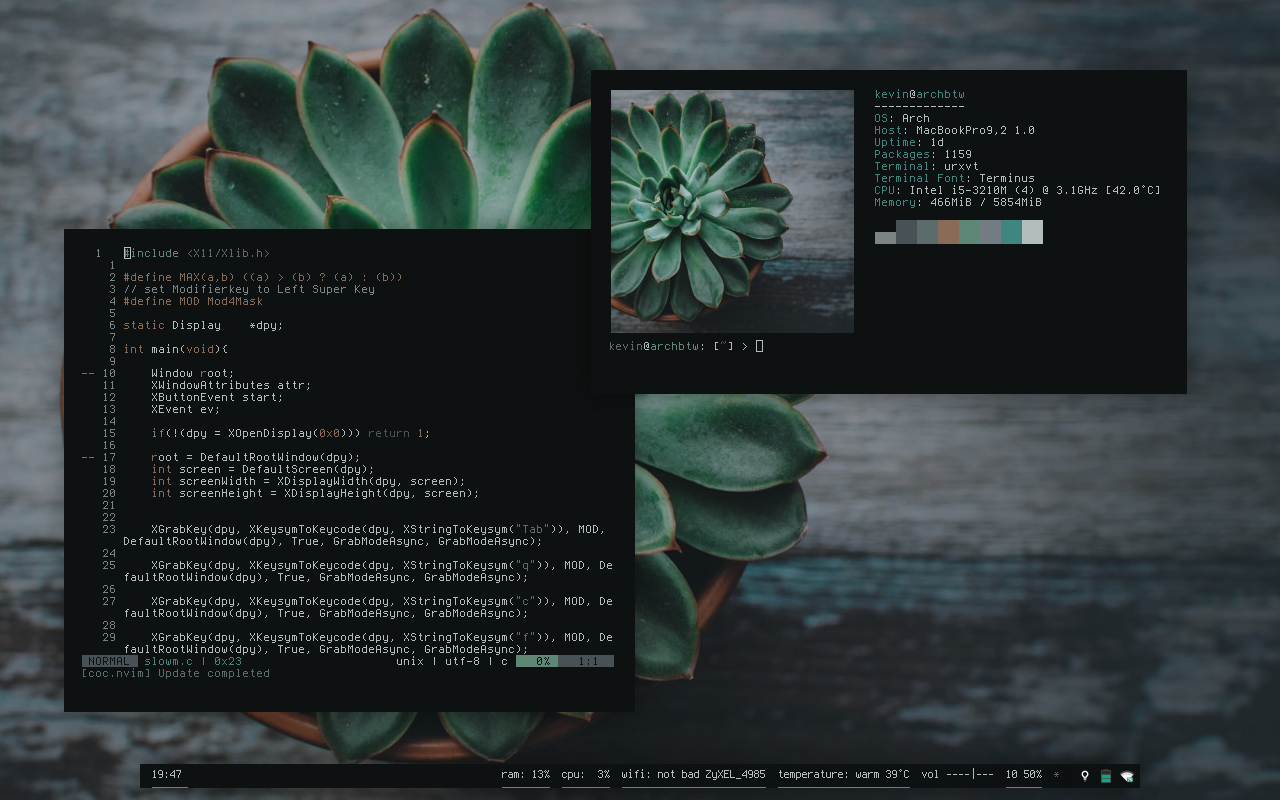 kevin@archbtw
-------------
OS: Arch
Host: MacBookPro9,2 1.0
Uptime: 1d
Packages: 1159
Terminal: urxvt
Terminal Font: Terminus
CPU: Intel i5-3210M (4) @ 3.1GHz [42.0°C]
Memory: 466MiB / 5854MiB
kevin@archbtw: [~] >
1 #include <X11/Xlib.h>
1
2 #define MAX(a,b) ((a) > (b) ? (a) : (b))
3 // set Modifierkey to Left Super Key
4 #define MOD Mod4Mask
5
6 static Display    *dpy;
7
8 int main(void){
9
-- 10     Window root;
11     XWindowAttributes attr;
12     XButtonEvent start;
13     XEvent ev;
14
15     if(!(dpy = XOpenDisplay(0x0))) return 1;
16
-- 17     root = DefaultRootWindow(dpy);
18     int screen = DefaultScreen(dpy);
19     int screenWidth = XDisplayWidth(dpy, screen);
20     int screenHeight = XDisplayHeight(dpy, screen);
21
22
23     XGrabKey(dpy, XKeysymToKeycode(dpy, XStringToKeysym("Tab")), MOD,
DefaultRootWindow(dpy), True, GrabModeAsync, GrabModeAsync);
24
25     XGrabKey(dpy, XKeysymToKeycode(dpy, XStringToKeysym("q")), MOD, De
faultRootWindow(dpy), True, GrabModeAsync, GrabModeAsync);
26
27     XGrabKey(dpy, XKeysymToKeycode(dpy, XStringToKeysym("c")), MOD, De
faultRootWindow(dpy), True, GrabModeAsync, GrabModeAsync);
28
29     XGrabKey(dpy, XKeysymToKeycode(dpy, XStringToKeysym("f")), MOD, De
faultRootWindow(dpy), True, GrabModeAsync, GrabModeAsync);
NORMAL slowm.c | 0x23 unix | utf-8 | c 0% 1:1
[coc.nvim] Update completed
19:47 ram: 13% cpu: 3% wifi: not bad ZyXEL_4985 temperature: warm 39°C vol ----|--- 10 50% *